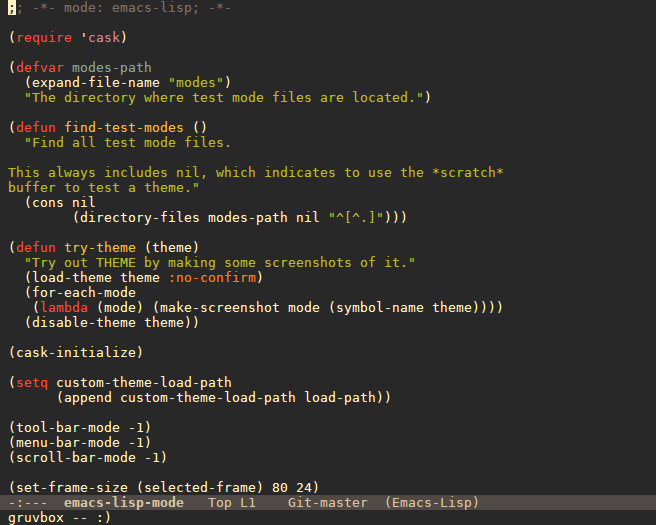 ;; -*- mode: emacs-lisp; -*-

(require 'cask)

(defvar modes-path
  (expand-file-name "modes")
  "The directory where test mode files are located.")

(defun find-test-modes ()
  "Find all test mode files.

This always includes nil, which indicates to use the *scratch*
buffer to test a theme."
  (cons nil
        (directory-files modes-path nil "^[^.]")))

(defun try-theme (theme)
  "Try out THEME by making some screenshots of it."
  (load-theme theme :no-confirm)
  (for-each-mode
   (lambda (mode) (make-screenshot mode (symbol-name theme))))
  (disable-theme theme))

(cask-initialize)

(setq custom-theme-load-path
      (append custom-theme-load-path load-path))

(tool-bar-mode -1)
(menu-bar-mode -1)
(scroll-bar-mode -1)

(set-frame-size (selected-frame) 80 24)
-:---  emacs-lisp-mode   Top L1    Git-master  (Emacs-Lisp)
gruvbox -- :)